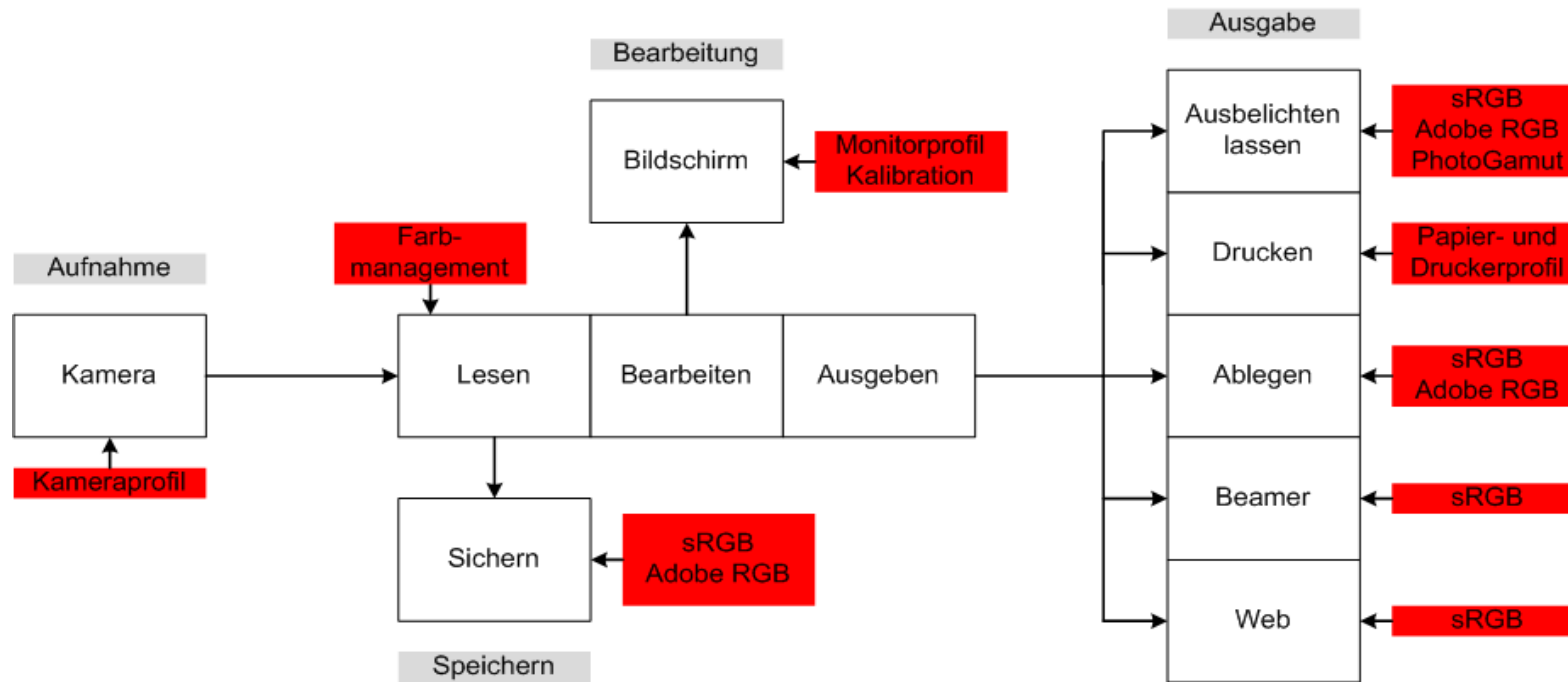 Aufnahme
Kamera
Kameraprofil
Farb-
management
Lesen
Bearbeiten
Ausgeben
Sichern
sRGB
Adobe RGB
Speichern
Bearbeitung
Bildschirm
Monitorprofil
Kalibration
Ausgabe
Ausbelichten
lassen
sRGB
Adobe RGB
PhotoGamut
Drucken
Papier- und
Druckerprofil
Ablegen
sRGB
Adobe RGB
Beamer
sRGB
Web
sRGB